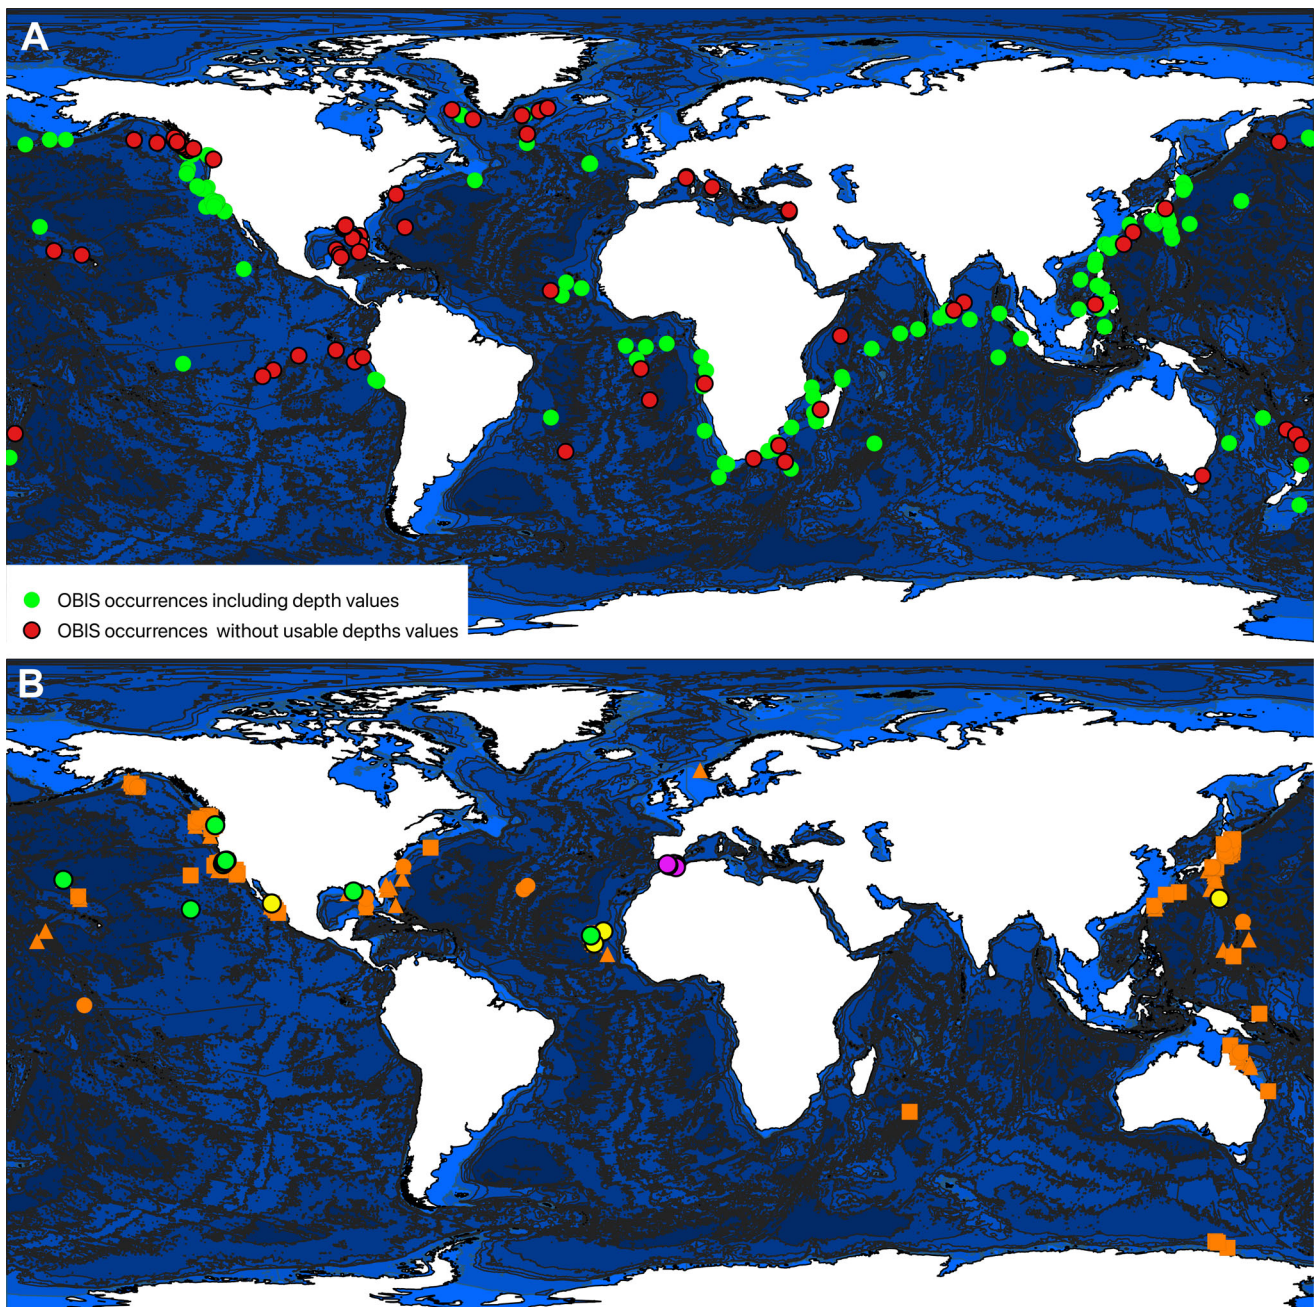 A
OBIS occurrences including depth values
OBIS occurrences without usable depths values
B